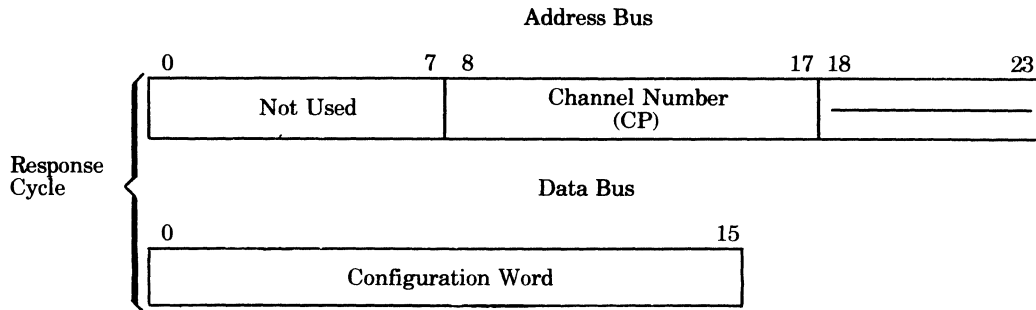 Address Bus
0 7 8 17 18 23
Not Used
Channel Number
(CP)
Response
Cycle
Data Bus
0 15
Configuration Word